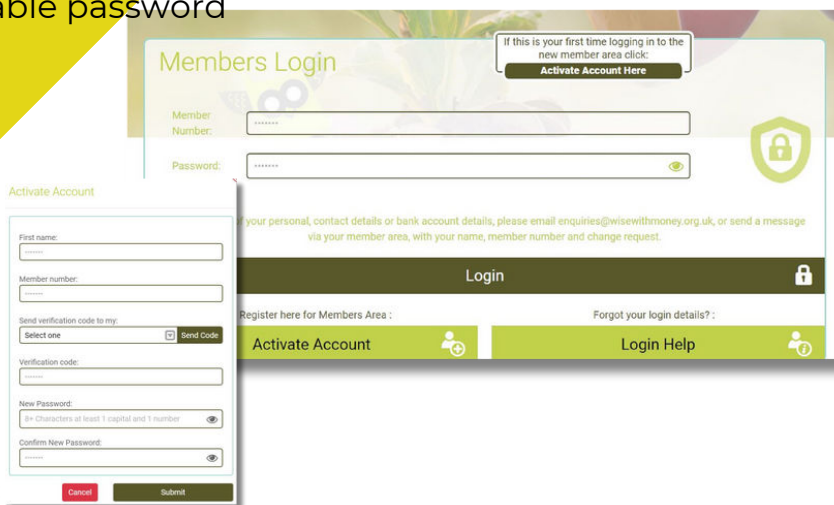 able password
If this is your first time logging in to the
new member area click:
Activate Account Here
Members Login
Member
Number:
Password:
of your personal, contact details or bank account details, please email enquiries@wisewithmoney.org.uk, or send a message
via your member area, with your name, member number and change request.
Login
Register here for Members Area :
Forgot your login details? :
Activate Account
Login Help
Activate Account
First name:
Member number:
Send verification code to my:
Select one
Send Code
Verification code:
New Password:
8+ Characters at least 1 capital and 1 number
Confirm New Password:
Cancel
Submit